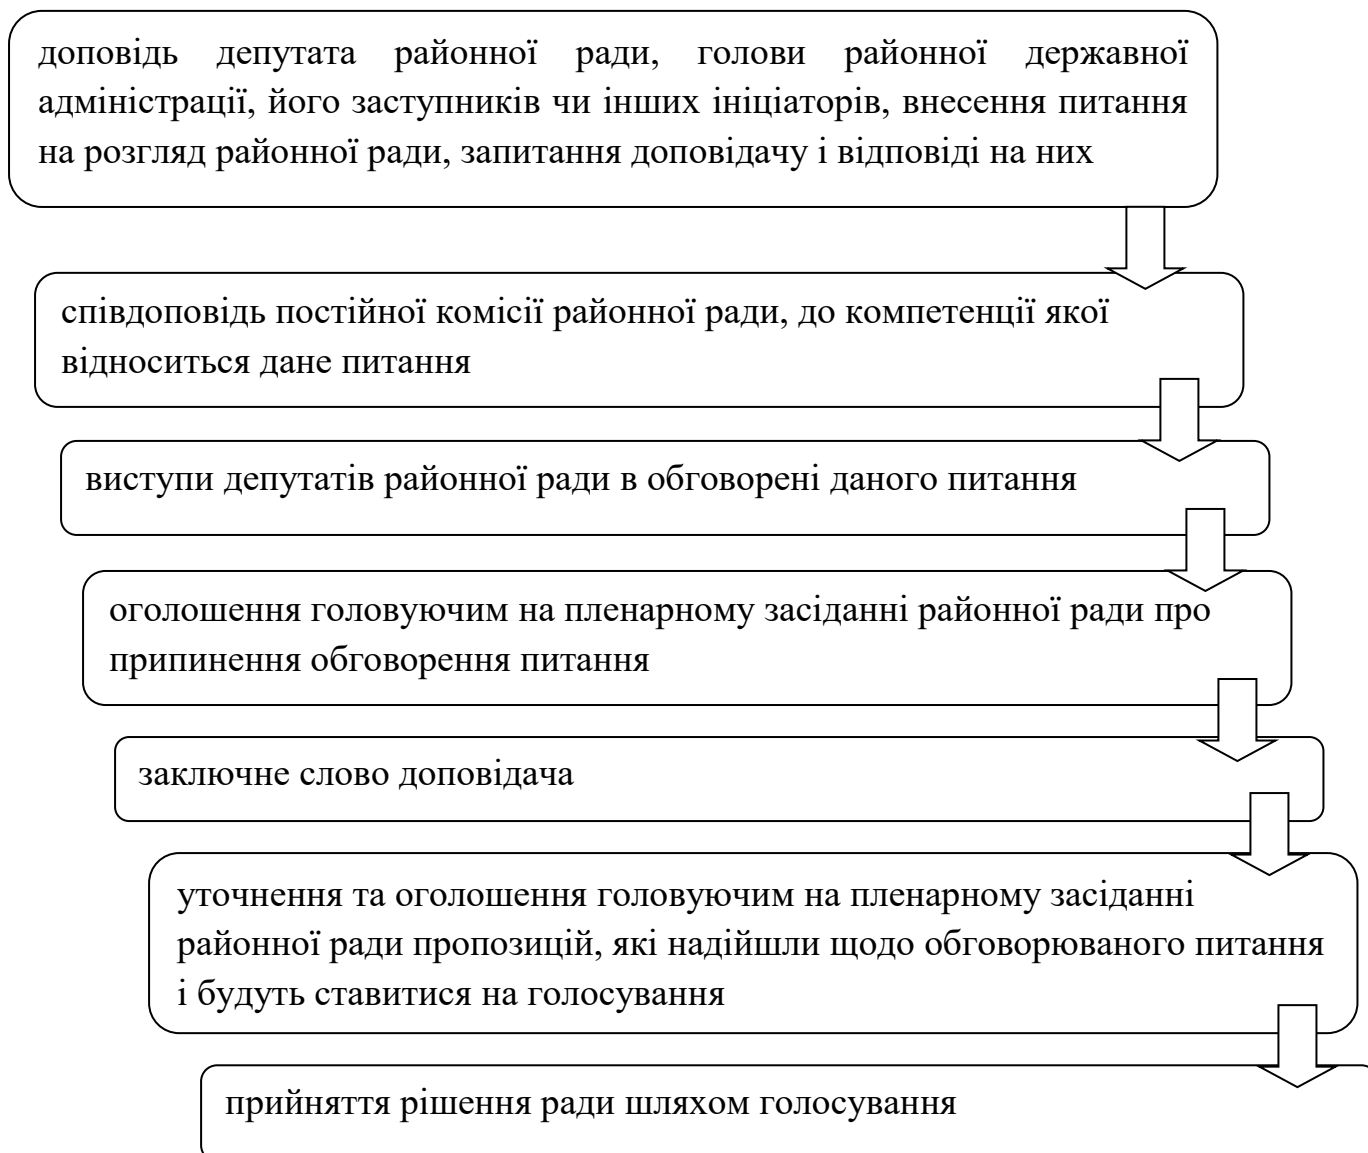 доповідь депутата районної ради, голови районної державної
адміністрації, його заступників чи інших ініціаторів, внесення питання
на розгляд районної ради, запитання доповідачу і відповіді на них
співдоповідь постійної комісії районної ради, до компетенції якої
відноситься дане питання
виступи депутатів районної ради в обговорені даного питання
оголошення головуючим на пленарному засіданні районної ради про
припинення обговорення питання
заключне слово доповідача
уточнення та оголошення головуючим на пленарному засіданні
районної ради пропозицій, які надійшли щодо обговорюваного питання
і будуть ставитися на голосування
прийняття рішення ради шляхом голосування